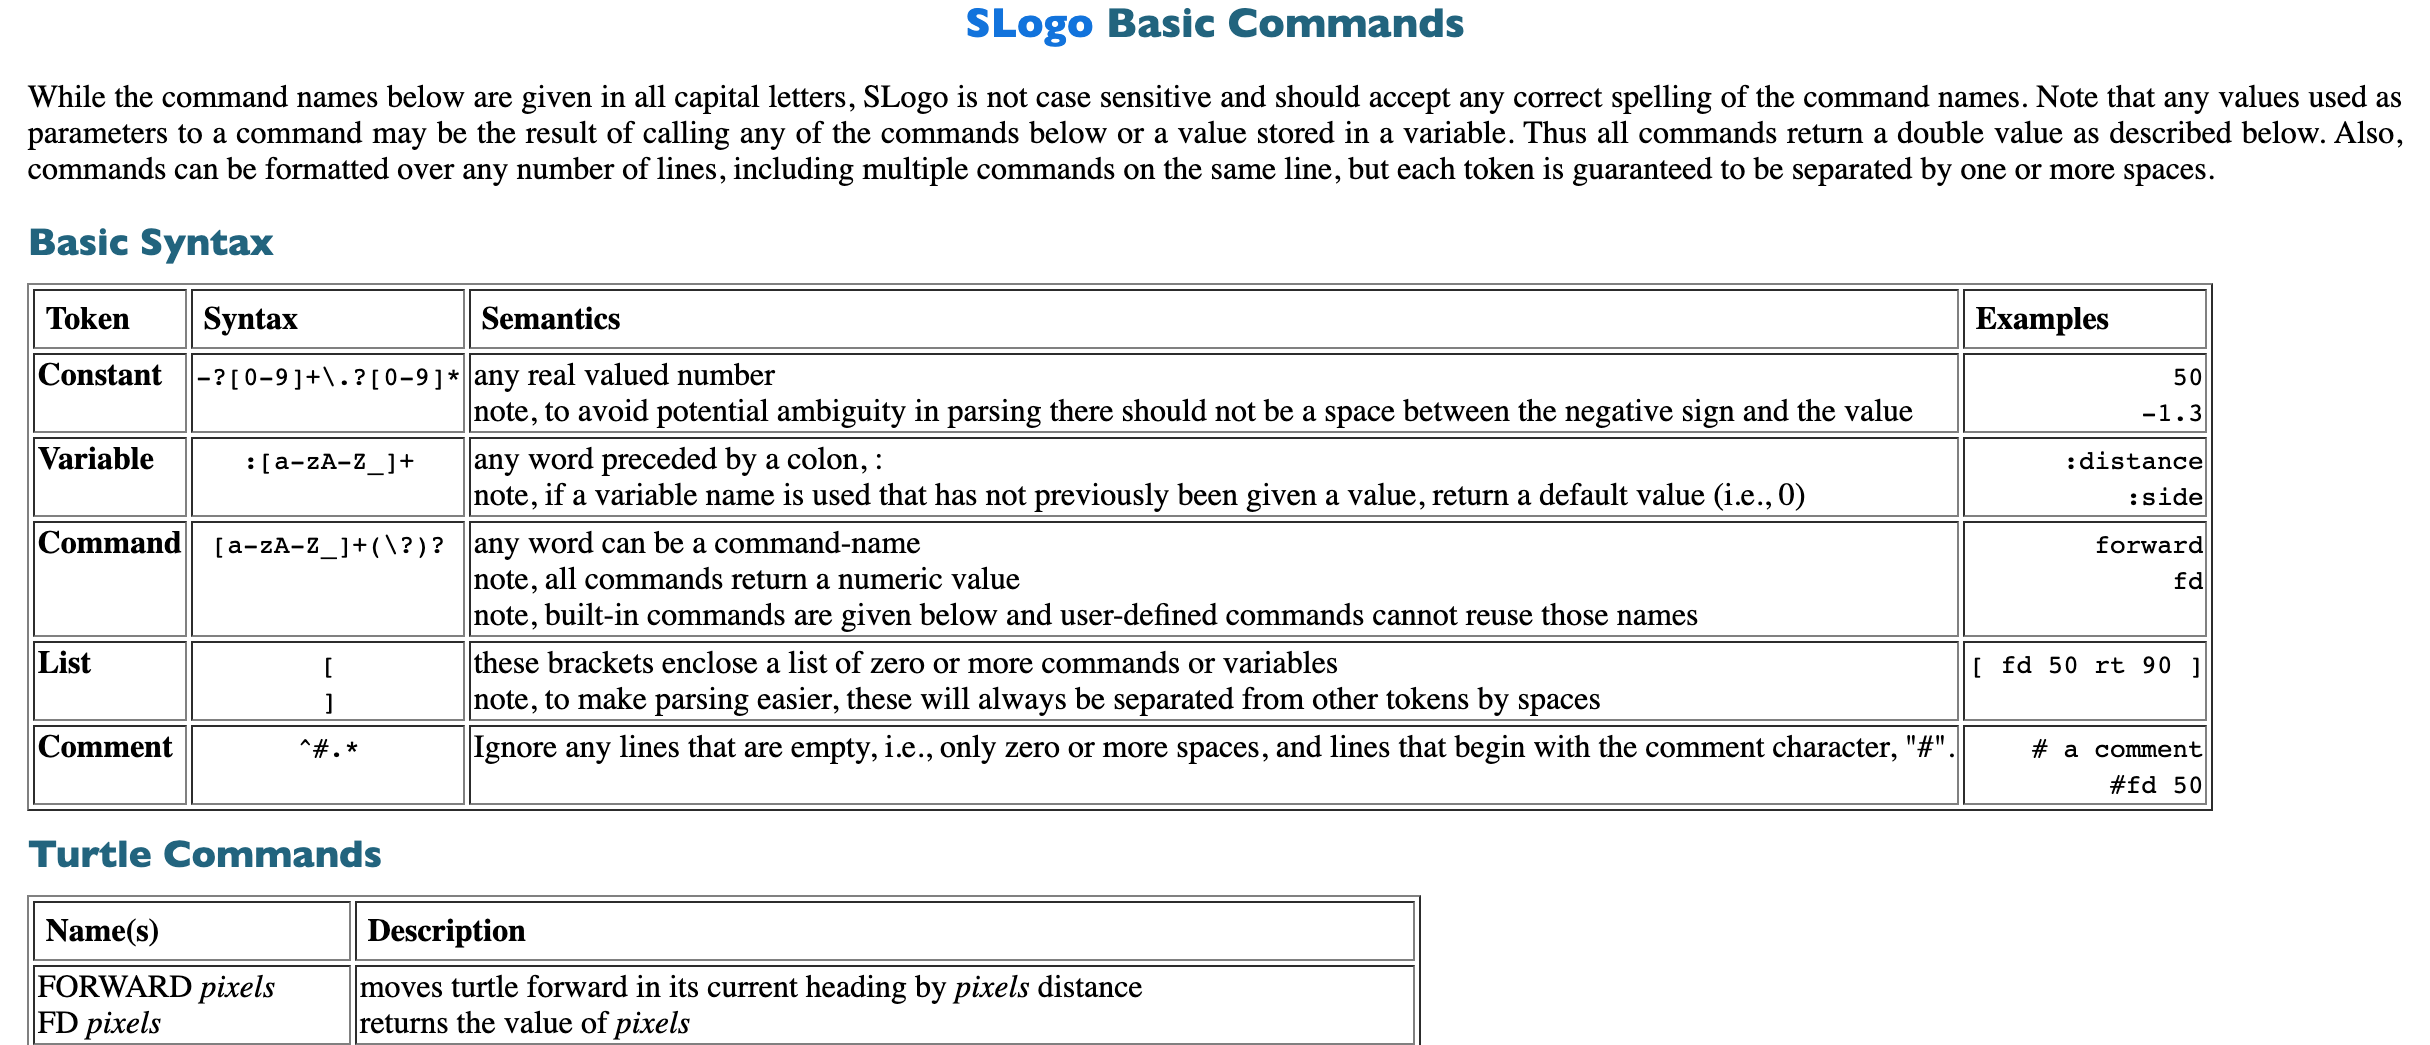 SLogo Basic Commands
While the command names below are given in all capital letters, SLogo is not case sensitive and should accept any correct spelling of the command names. Note that any values used as
parameters to a command may be the result of calling any of the commands below or a value stored in a variable. Thus all commands return a double value as described below. Also,
commands can be formatted over any number of lines, including multiple commands on the same line, but each token is guaranteed to be separated by one or more spaces.
Basic Syntax
Token Syntax Semantics Examples
Constant -?[0-9]+\.?[0-9]* any real valued number 50
note, to avoid potential ambiguity in parsing there should not be a space between the negative sign and the value -1.3
Variable :[a-zA-Z_]+ any word preceded by a colon, : :distance
note, if a variable name is used that has not previously been given a value, return a default value (i.e., 0) :side
Command [a-zA-Z_]+(\?)? any word can be a command-name forward
note, all commands return a numeric value fd
note, built-in commands are given below and user-defined commands cannot reuse those names
List [ these brackets enclose a list of zero or more commands or variables [ fd 50 rt 90 ]
] note, to make parsing easier, these will always be separated from other tokens by spaces
Comment ^#.* Ignore any lines that are empty, i.e., only zero or more spaces, and lines that begin with the comment character, "#". # a comment
#fd 50
Turtle Commands
Name(s) Description
FORWARD pixels moves turtle forward in its current heading by pixels distance
FD pixels returns the value of pixels